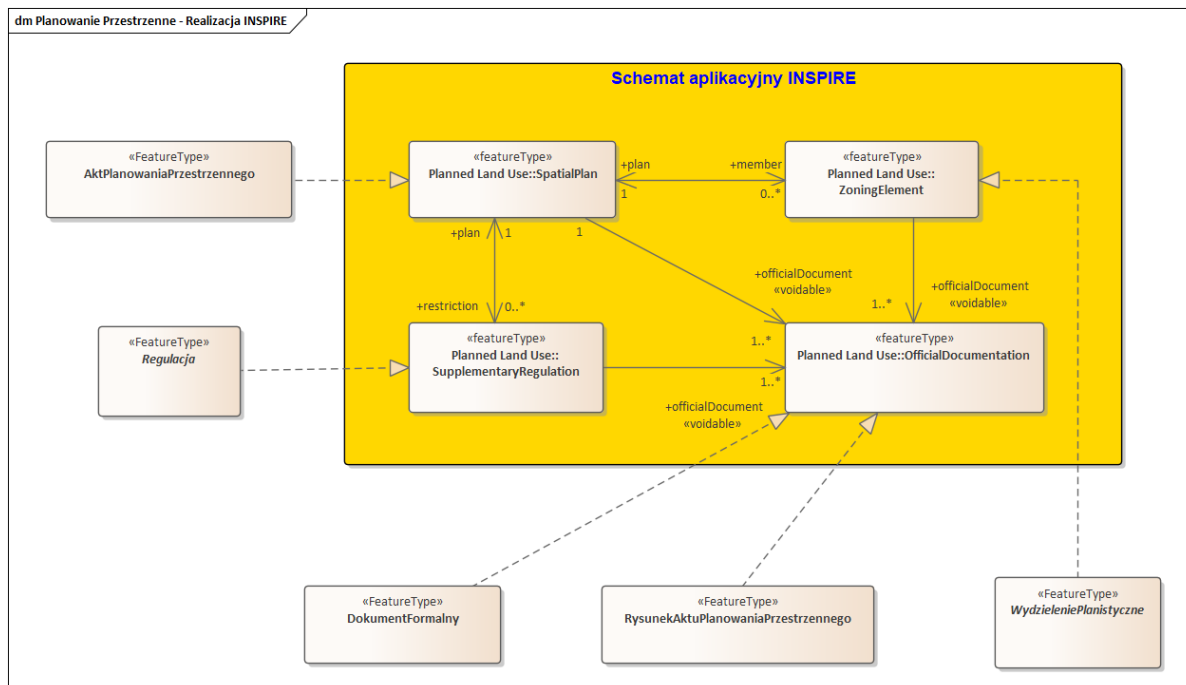 dm Planowanie Przestrzenne - Realizacja INSPIRE
Schemat aplikacyjny INSPIRE
«FeatureType»
AktPlanowaniaPrzestrzennego
«featureType»
Planned Land Use::SpatialPlan
+plan
1
+member
0..*
«featureType»
Planned Land Use::
ZoningElement
+plan
1
1
+officialDocument
«voidable»
1..*
+officialDocument
«voidable»
1..*
+restriction
0..*
«FeatureType»
Regulacja
«featureType»
Planned Land Use::
SupplementaryRegulation
«featureType»
Planned Land Use::OfficialDocumentation
1..*
+officialDocument
«voidable»
«FeatureType»
DokumentFormalny
«FeatureType»
RysunekAktuPlanowaniaPrzestrzennego
«FeatureType»
WydzieleniePlanistyczne